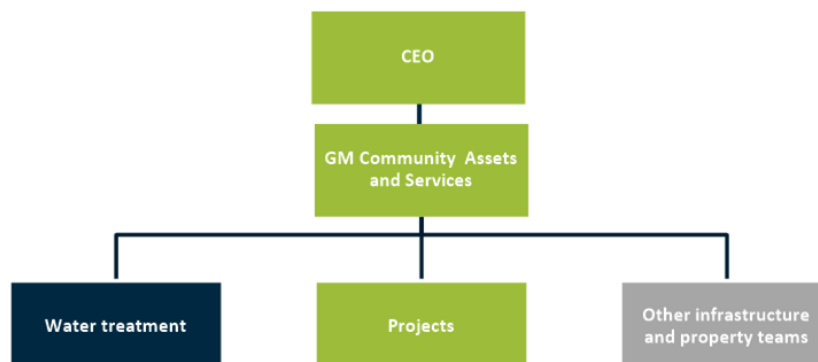 CEO
GM Community Assets
and Services
Water treatment
Projects
Other infrastructure
and property teams